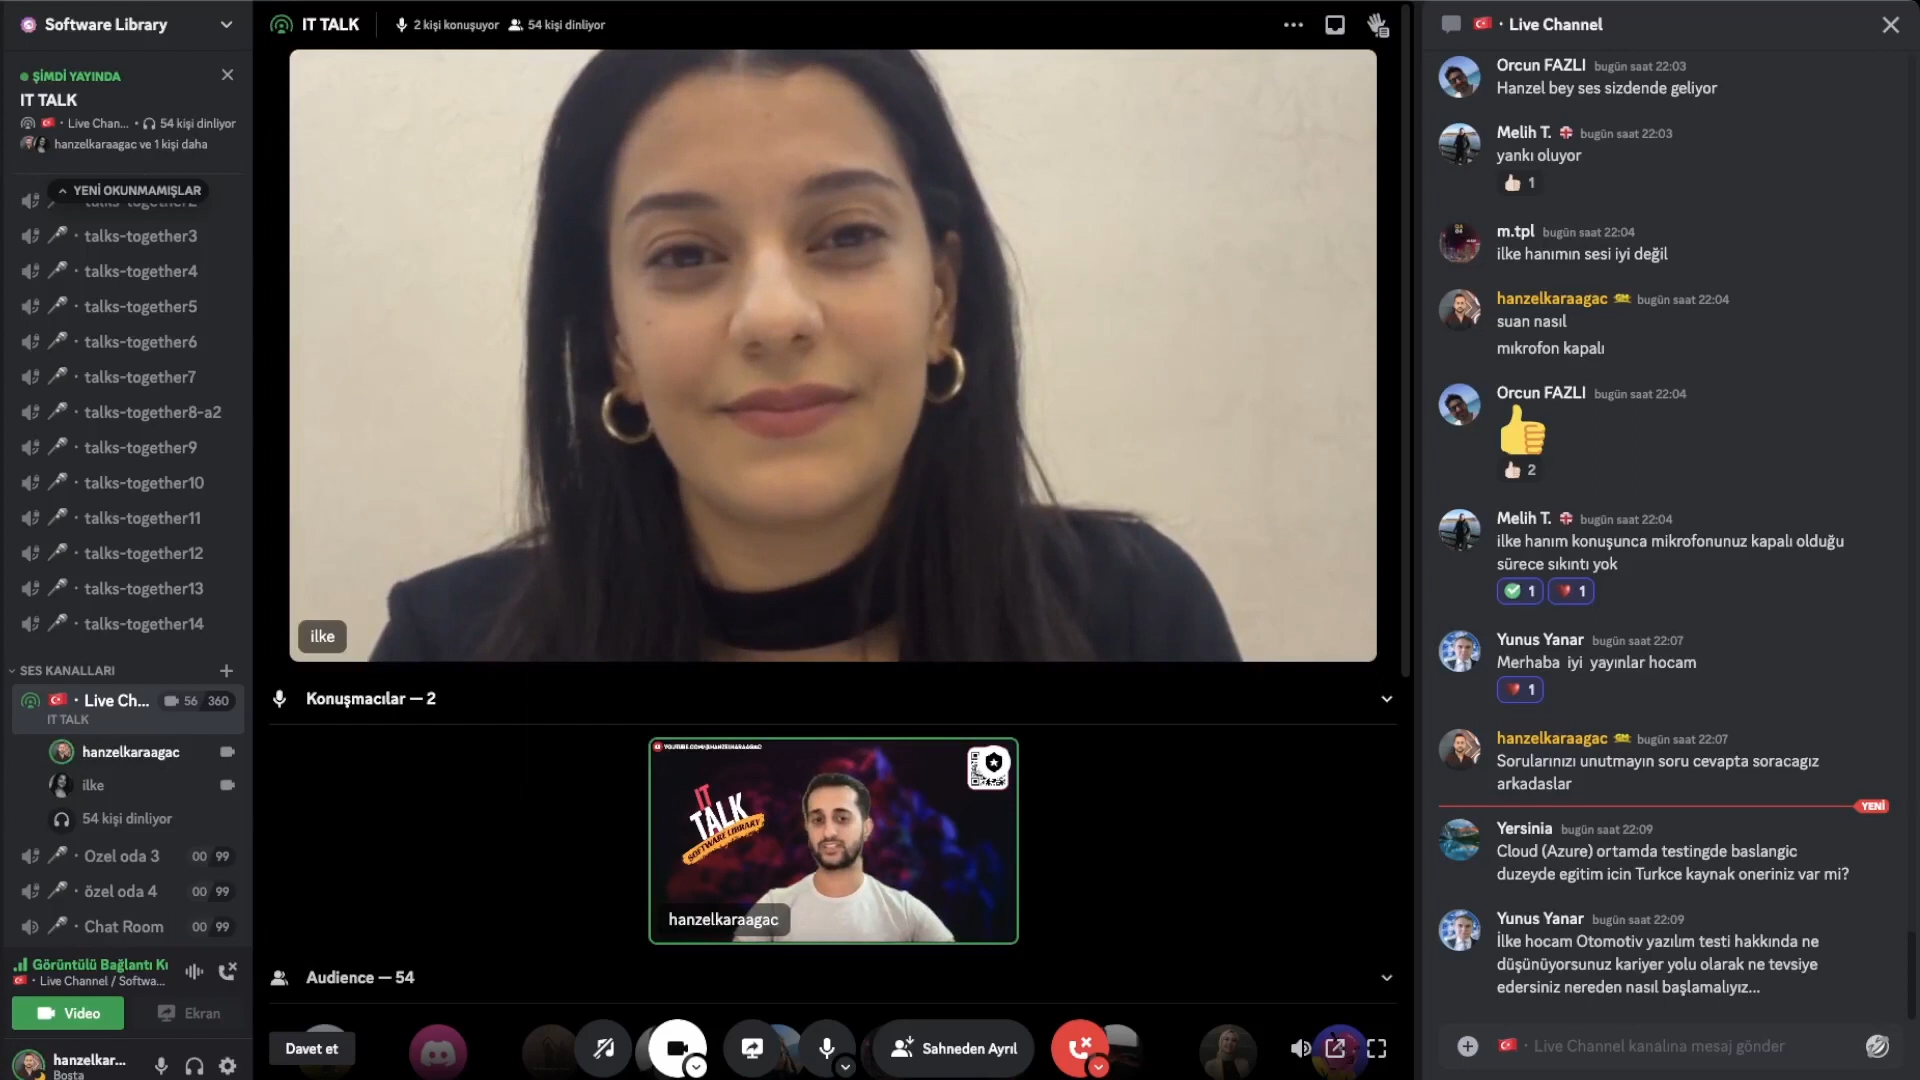 Software Library
ŞİMDİ YAYINDA
IT TALK
· Live Chan... · 54 kişi dinliyor
hanzelkaraagac ve 1 kişi daha
YENİ OKUNMAMIŞLAR
talks-together2
· talks-together3
· talks-together4
· talks-together5
· talks-together6
· talks-together7
· talks-together8-a2
· talks-together9
· talks-together10
· talks-together11
· talks-together12
· talks-together13
· talks-together14
SES KANALLARI
· Live Ch... 56 360
IT TALK
hanzelkaraagac
ilke
54 kişi dinliyor
· Ozel oda 3 00 99
· özel oda 4 00 99
· Chat Room 00 99
Görüntülü Bağlantı Kı
· Live Channel / Softwa...
Video
Ekran
hanzelkar...
Bosta
IT TALK
2 kişi konuşuyor
54 kişi dinliyor
ilke
Konuşmacılar — 2
YOUTUBE.COM/@HANZELKARAAGAC
IT
TALK
SOFTWARE LIBRARY
hanzelkaraagac
Audience — 54
Davet et
Sahneden Ayrıl
· Live Channel
Orcun FAZLI bugün saat 22:03
Hanzel bey ses sizdende geliyor
Melih T. bugün saat 22:03
yankı oluyor
1
m.tpl bugün saat 22:04
ilke hanımın sesi iyi değil
hanzelkaraagac bugün saat 22:04
suan nasıl
mıkrofon kapalı
Orcun FAZLI bugün saat 22:04
2
Melih T. bugün saat 22:04
ilke hanım konuşunca mikrofonunuz kapalı olduğu
sürece sıkıntı yok
1 1
Yunus Yanar bugün saat 22:07
Merhaba iyi yayınlar hocam
1
hanzelkaraagac bugün saat 22:07
Sorularınızı unutmayın soru cevapta soracagız
arkadaslar
YENİ
Yersinia bugün saat 22:09
Cloud (Azure) ortamda testingde baslangic
duzeyde egitim icin Turkce kaynak oneriniz var mi?
Yunus Yanar bugün saat 22:09
İlke hocam Otomotiv yazılım testi hakkında ne
düşünüyorsunuz kariyer yolu olarak ne tevsiye
edersiniz nereden nasıl başlamalıyız...
· Live Channel kanalına mesaj gönder